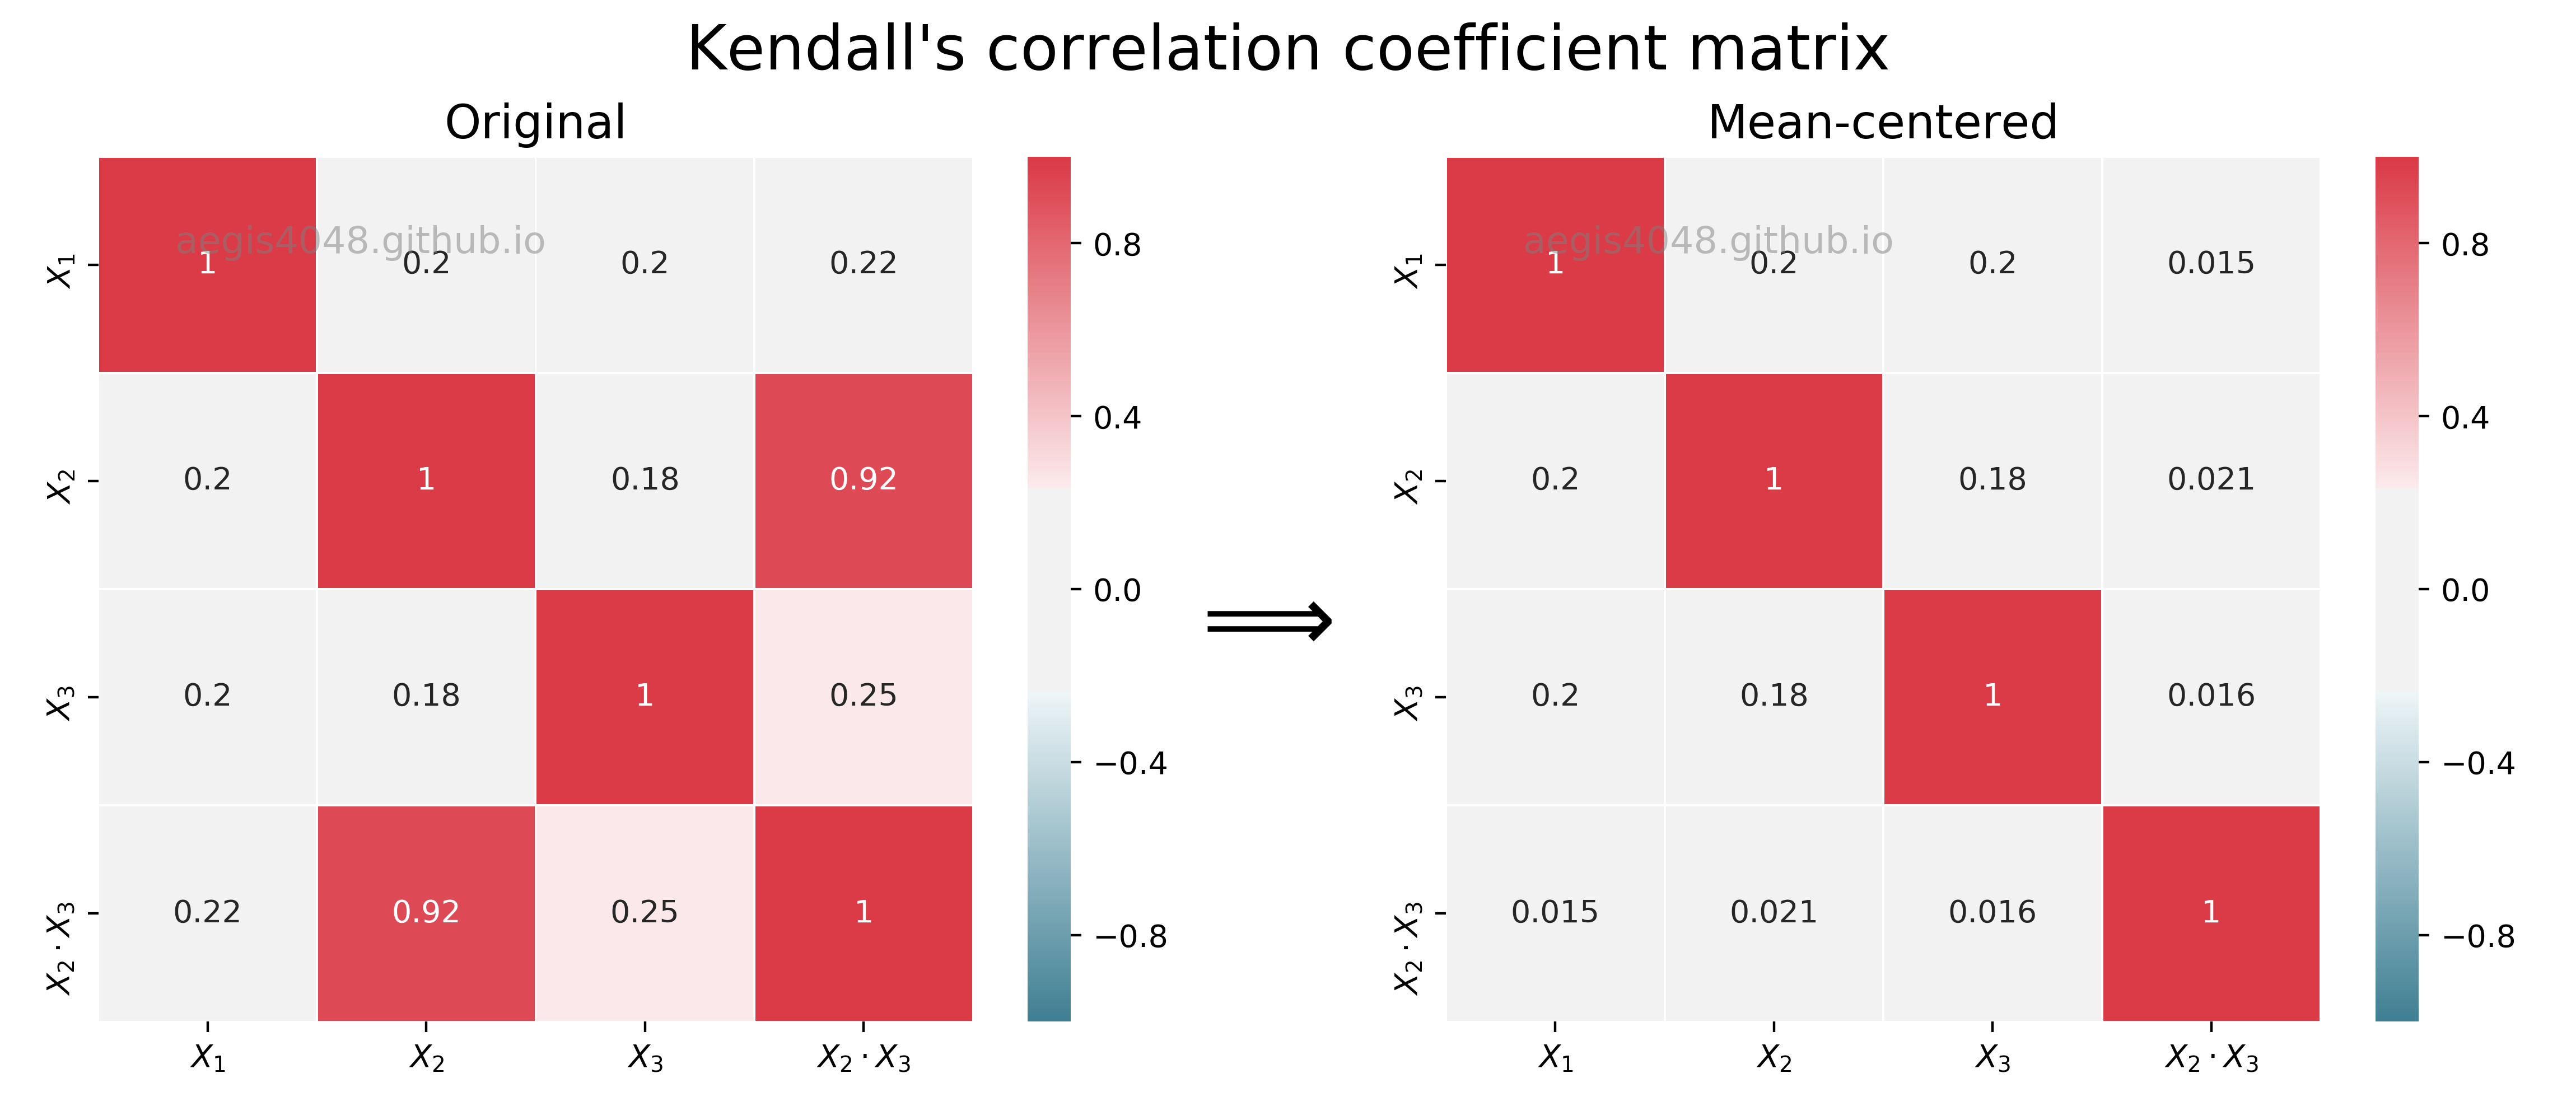 Kendall's correlation coefficient matrix
Original
Mean-centered
aegis4048.github.io
aegis4048.github.io
X₁ 1 0.2 0.2 0.22
X₂ 0.2 1 0.18 0.92
X₃ 0.2 0.18 1 0.25
X₂ · X₃ 0.22 0.92 0.25 1
X₁ X₂ X₃ X₂ · X₃
0.8
0.4
0.0
−0.4
−0.8
⟹
X₁ 1 0.2 0.2 0.015
X₂ 0.2 1 0.18 0.021
X₃ 0.2 0.18 1 0.016
X₂ · X₃ 0.015 0.021 0.016 1
X₁ X₂ X₃ X₂ · X₃
0.8
0.4
0.0
−0.4
−0.8